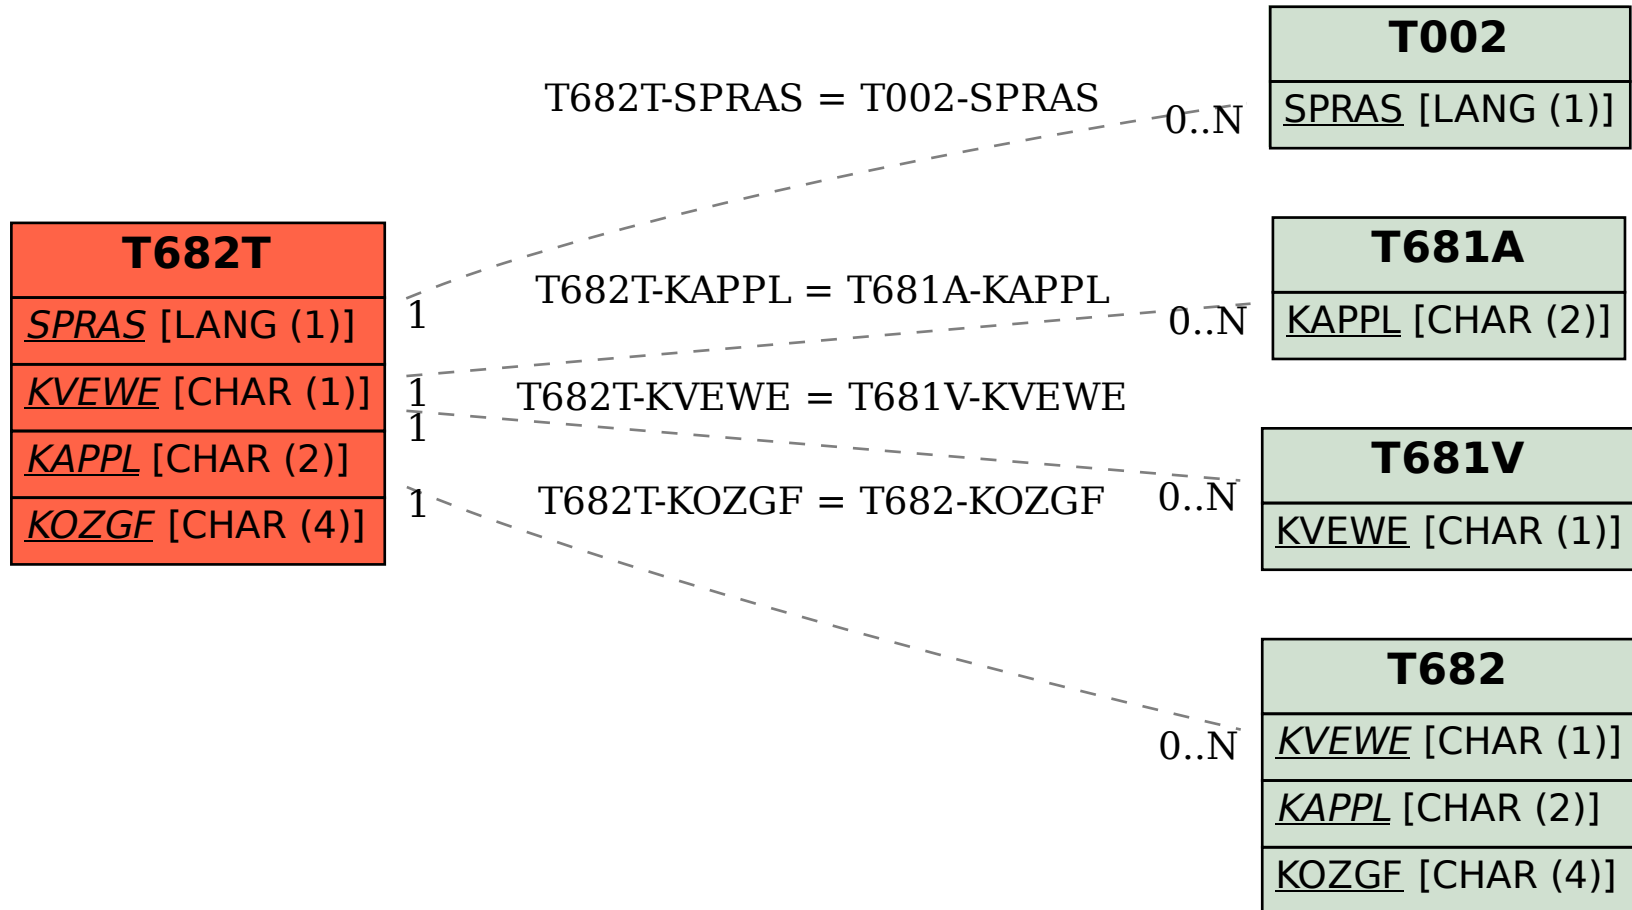 T682T
SPRAS [LANG (1)]
KVEWE [CHAR (1)]
KAPPL [CHAR (2)]
KOZGF [CHAR (4)]
T682T-SPRAS = T002-SPRAS
1
0..N
T682T-KAPPL = T681A-KAPPL
1
0..N
T682T-KVEWE = T681V-KVEWE
1
0..N
T682T-KOZGF = T682-KOZGF
1
0..N
T002
SPRAS [LANG (1)]
T681A
KAPPL [CHAR (2)]
T681V
KVEWE [CHAR (1)]
T682
KVEWE [CHAR (1)]
KAPPL [CHAR (2)]
KOZGF [CHAR (4)]